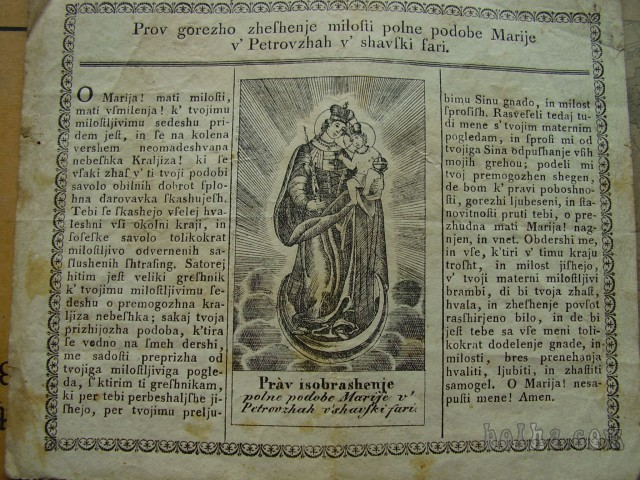 Prov gorezho zheſhenje miloſti polne podobe Marije
v' Petrovzhah v' shavſki fari.
O Marija! mati miloſti,
mati vſmilenja! k' tvojimu
miloſtljivimu sedeshu pri-
dem jeſt, in ſe na kolena
vershem neomadeshvana
nebeſhka Kraljiza! ki ſe
vſaki zhaſ v' ti tvoji podobi
savolo obilnih dobrot ſplo-
hna darovavka ſkashujeſh.
Tebi ſe ſkashejo vſelej hva-
leshni vſi okolni kraji, in
ſoſeſke savolo tolikokrat
miloſtljivo odvernenih sa-
ſlushenih ſhtrafing. Satorej
hitim jeſt veliki greſhnik
k' tvojimu miloſtljivimu ſe-
deshu o premogozhna kra-
ljiza nebeſhka; sakaj tvoja
prizhijozha podoba, k'tira
ſe vedno na ſmeh dershi,
me sadoſti preprizha od
tvojiga miloſtljiviga pogle-
da, ſ'ktirim ti greſhnikam,
ki per tebi perbeshaliſhe ji-
ſhejo, per tvojimu prelju-
Pràv isobrashenje
polne podobe Marije v'
Petrovzhah v'shavſki fari.
bimu Sinu gnado, in milost
ſproſiſh. Rasveſeli tedaj tu-
di mene s'tvojim maternim
pogledam, in ſproſi mi od
tvojiga Sina odpuſhanje vſih
mojih grehou; podeli mi
tvoj premogozhen shegen,
de bom k' pravi poboshno-
ſti, gorezhi ljubeseni, in ſta-
novitnoſti pruti tebi, o pre-
zhudna mati Marija! nag-
njen, in vnet. Obdershi me,
in vſe, k'tiri v' timu kraju
troſht, in milost jiſhejo,
v' tvoji materni miloſtljivi
brambi, di bi tvoja zhaſt,
hvala, in zheſhenje povſot
rasſhirjeno bilo, in de bi
jeſt tebe sa vſe meni toli-
kokrat dodelenje gnade, in
miloſti, bres prenehanja
hvaliti, ljubiti, in zhaſtiti
samogel. O Marija! nesa-
puſti mene! Amen.
bolha.com